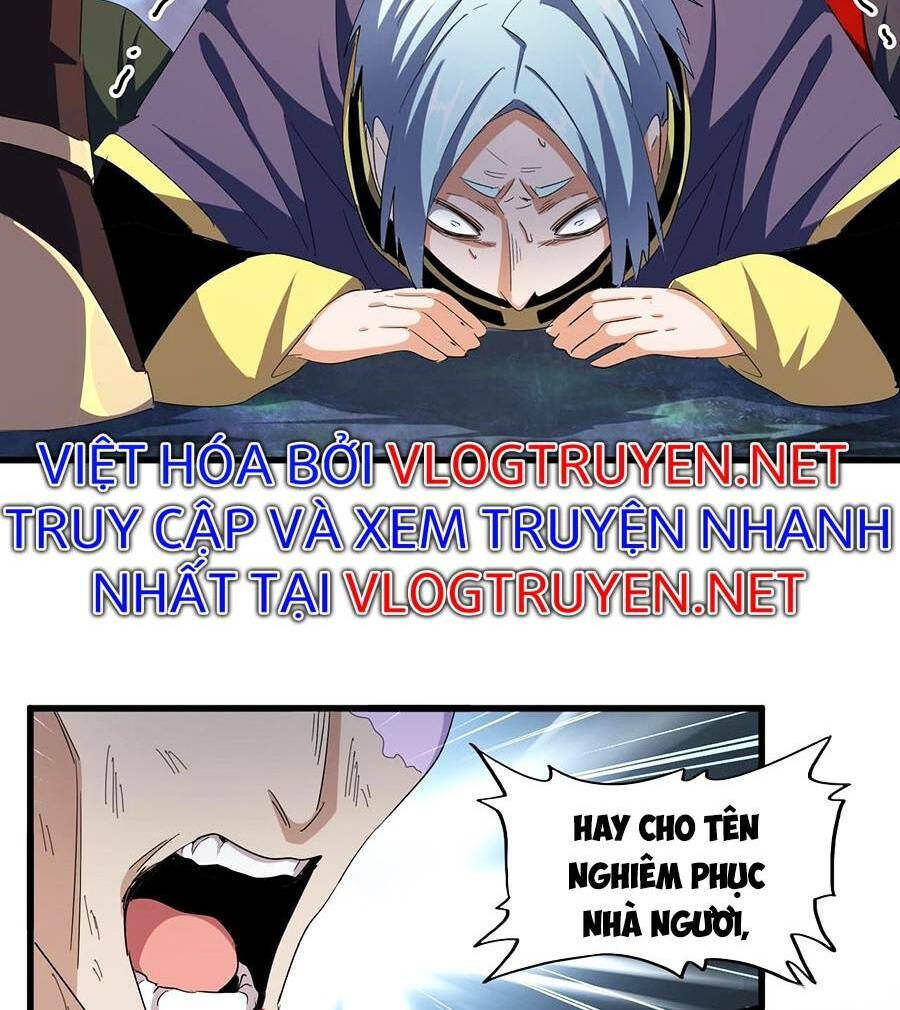 VIỆT HÓA BỞI VLOGTRUYEN.NET
TRUY CẬP VÀ XEM TRUYỆN NHANH
NHẤT TẠI VLOGTRUYEN.NET
HAY CHO TÊN
NGHIÊM PHỤC
NHÀ NGƯƠI,